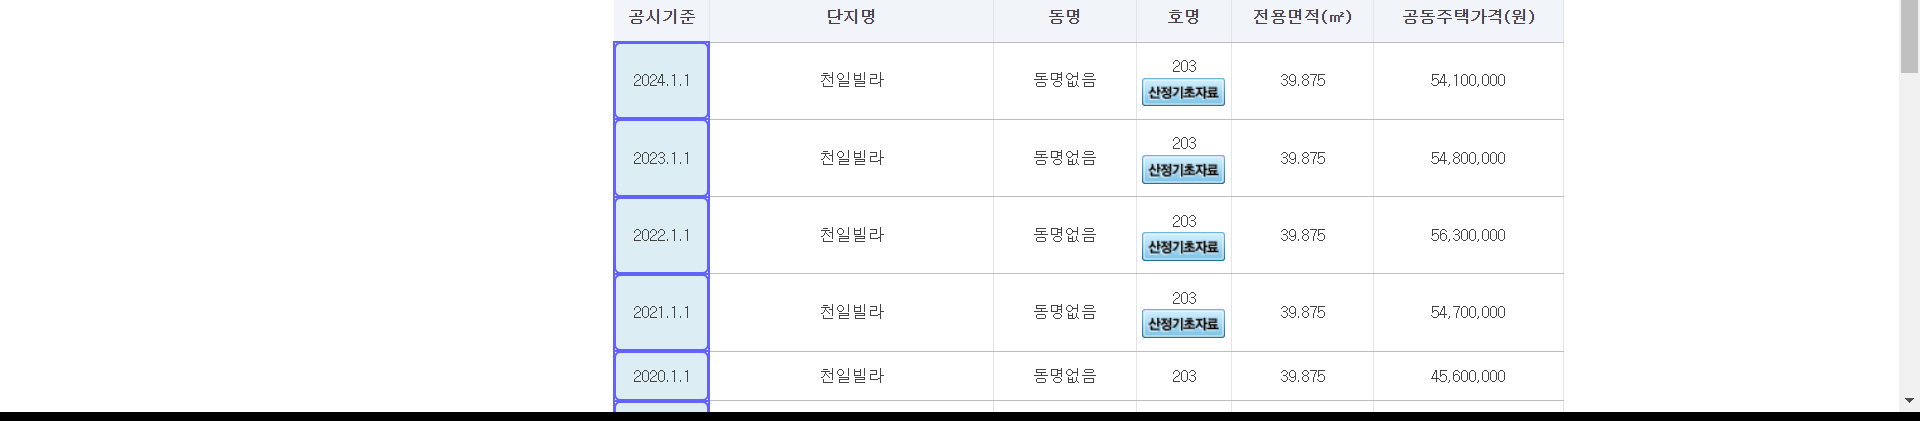 공시기준 단지명 동명 호명 전용면적(㎡) 공동주택가격(원)
2024.1.1 천일빌라 동명없음 203 39.875 54,100,000
산정기초자료
2023.1.1 천일빌라 동명없음 203 39.875 54,800,000
산정기초자료
2022.1.1 천일빌라 동명없음 203 39.875 56,300,000
산정기초자료
2021.1.1 천일빌라 동명없음 203 39.875 54,700,000
산정기초자료
2020.1.1 천일빌라 동명없음 203 39.875 45,600,000